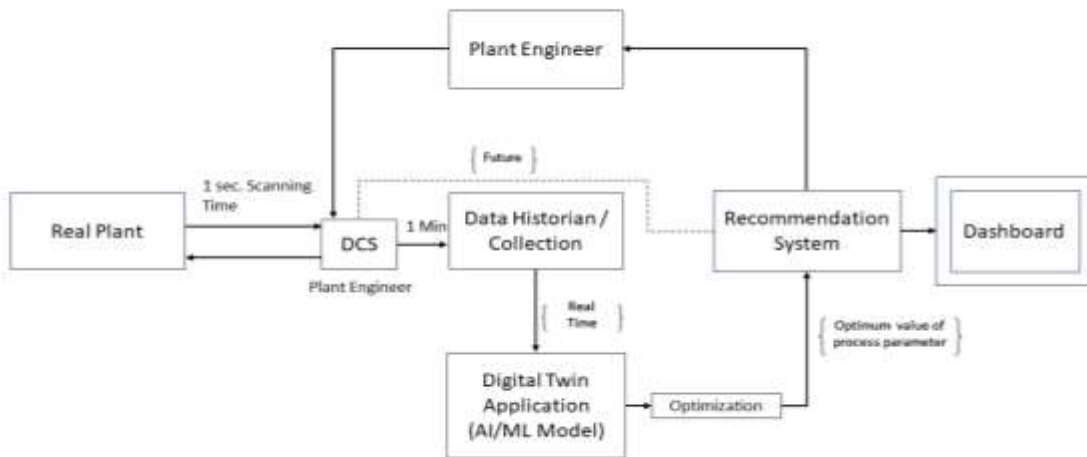 Plant Engineer
{ Future }
1 sec. Scanning
Time
Real Plant
DCS
1 Min
Data Historian /
Collection
Recommendation
System
Dashboard
Plant Engineer
{ Real
Time }
{ Optimum value of
process parameter }
Digital Twin
Application
(AI/ML Model)
Optimization